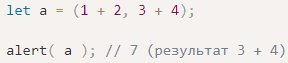 let a = (1 + 2, 3 + 4);
alert( a ); // 7 (результат 3 + 4)